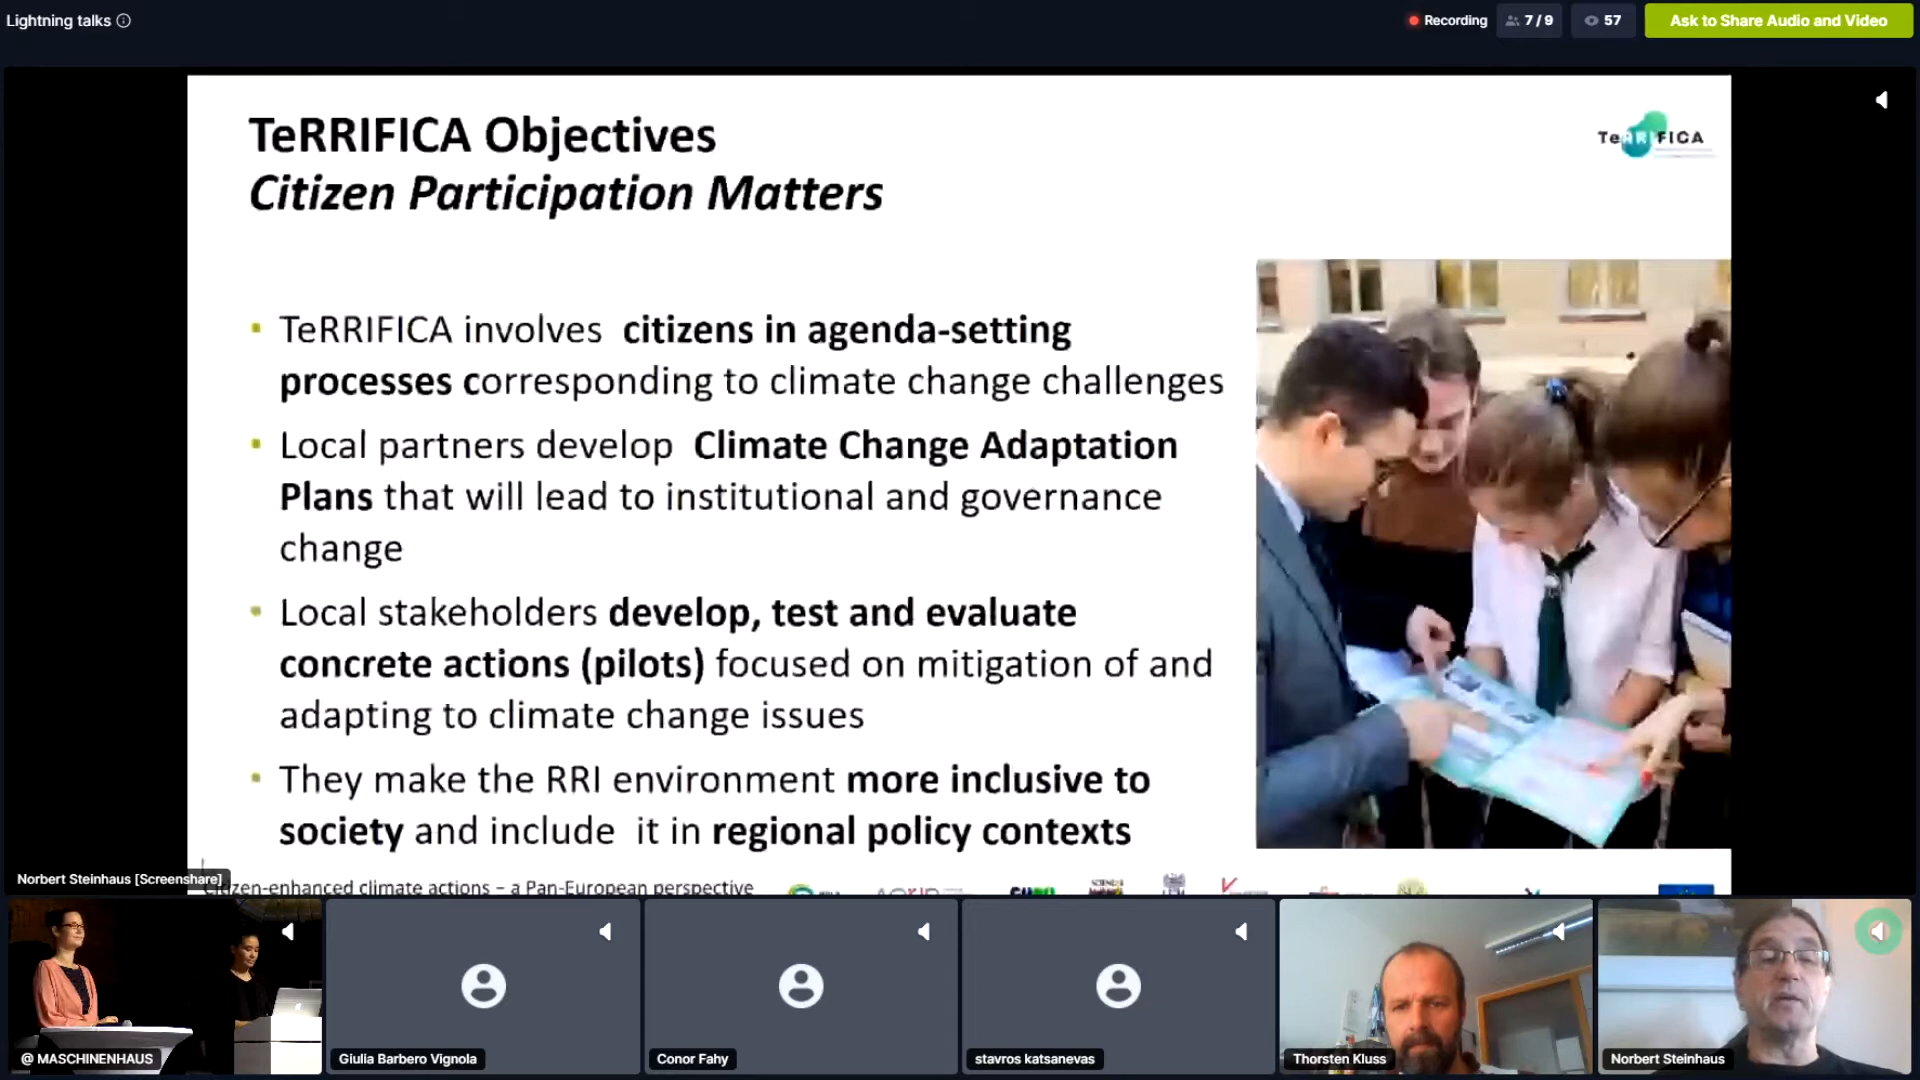 Lightning talks
Recording
7 / 9
57
Ask to Share Audio and Video
TeRRIFICA Objectives
Citizen Participation Matters
TeRRIFICA
• TeRRIFICA involves citizens in agenda-setting
processes corresponding to climate change challenges
• Local partners develop Climate Change Adaptation
Plans that will lead to institutional and governance
change
• Local stakeholders develop, test and evaluate
concrete actions (pilots) focused on mitigation of and
adapting to climate change issues
• They make the RRI environment more inclusive to
society and include it in regional policy contexts
Norbert Steinhaus [Screenshare]
Citizen-enhanced climate actions – a Pan-European perspective
@ MASCHINENHAUS
Giulia Barbero Vignola
Conor Fahy
stavros katsanevas
Thorsten Kluss
Norbert Steinhaus